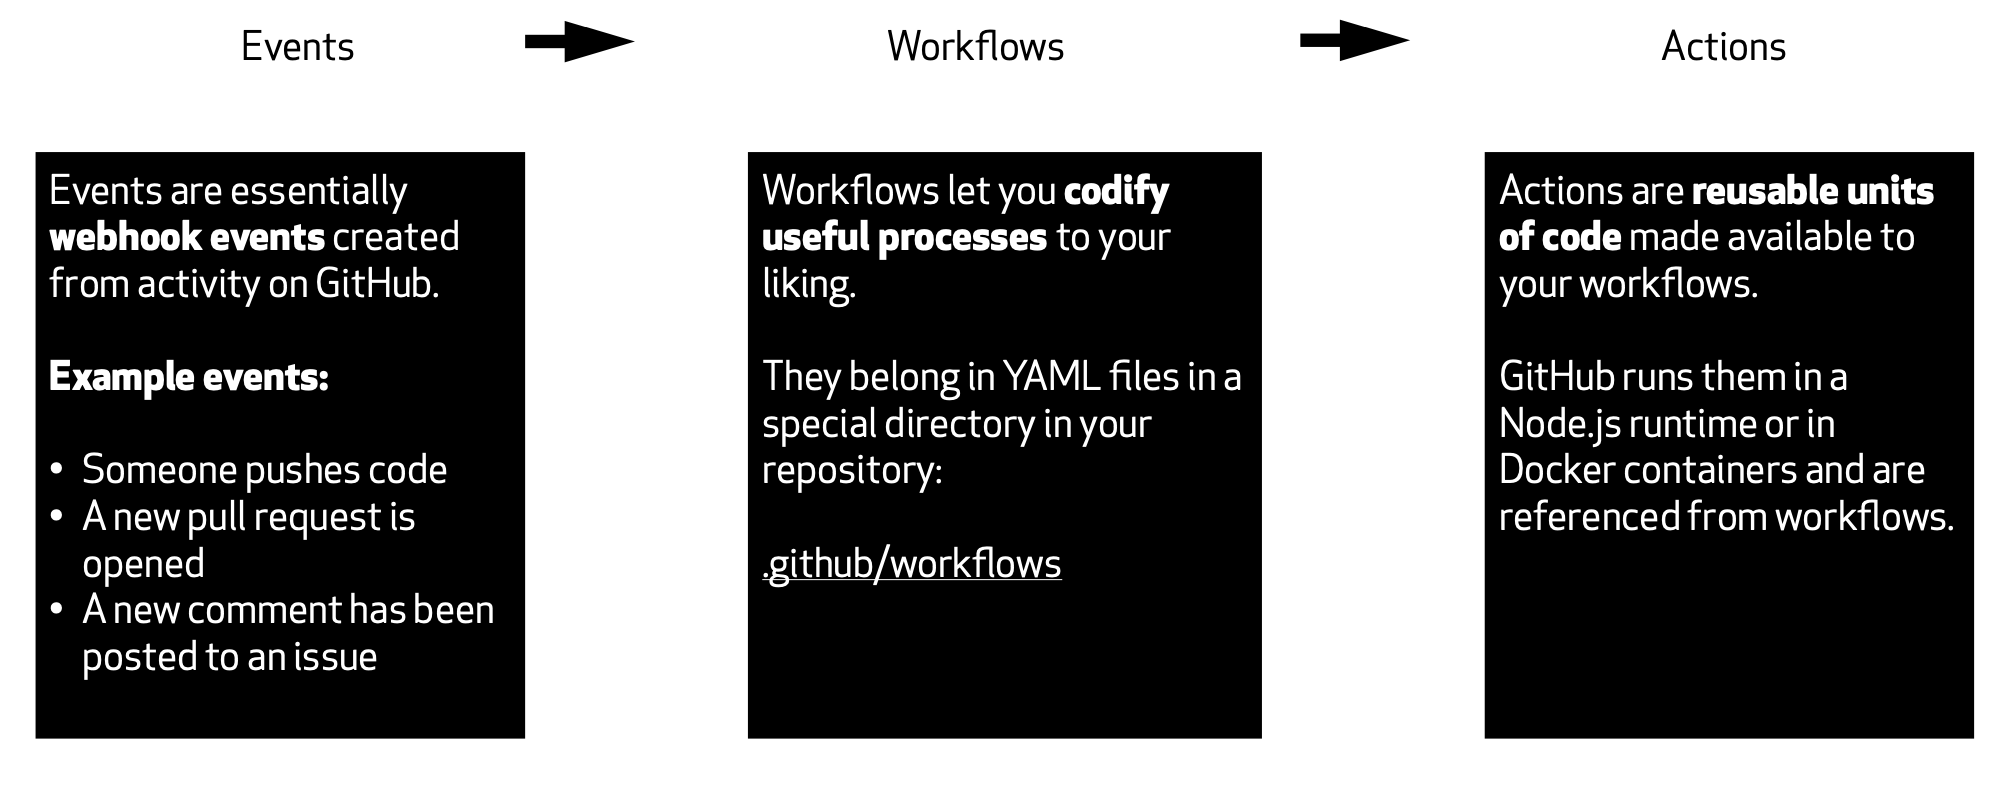 Events
Workflows
Actions
Events are essentially
webhook events created
from activity on GitHub.
Example events:
• Someone pushes code
• A new pull request is
opened
• A new comment has been
posted to an issue
Workflows let you codify
useful processes to your
liking.
They belong in YAML files in a
special directory in your
repository:
.github/workflows
Actions are reusable units
of code made available to
your workflows.
GitHub runs them in a
Node.js runtime or in
Docker containers and are
referenced from workflows.